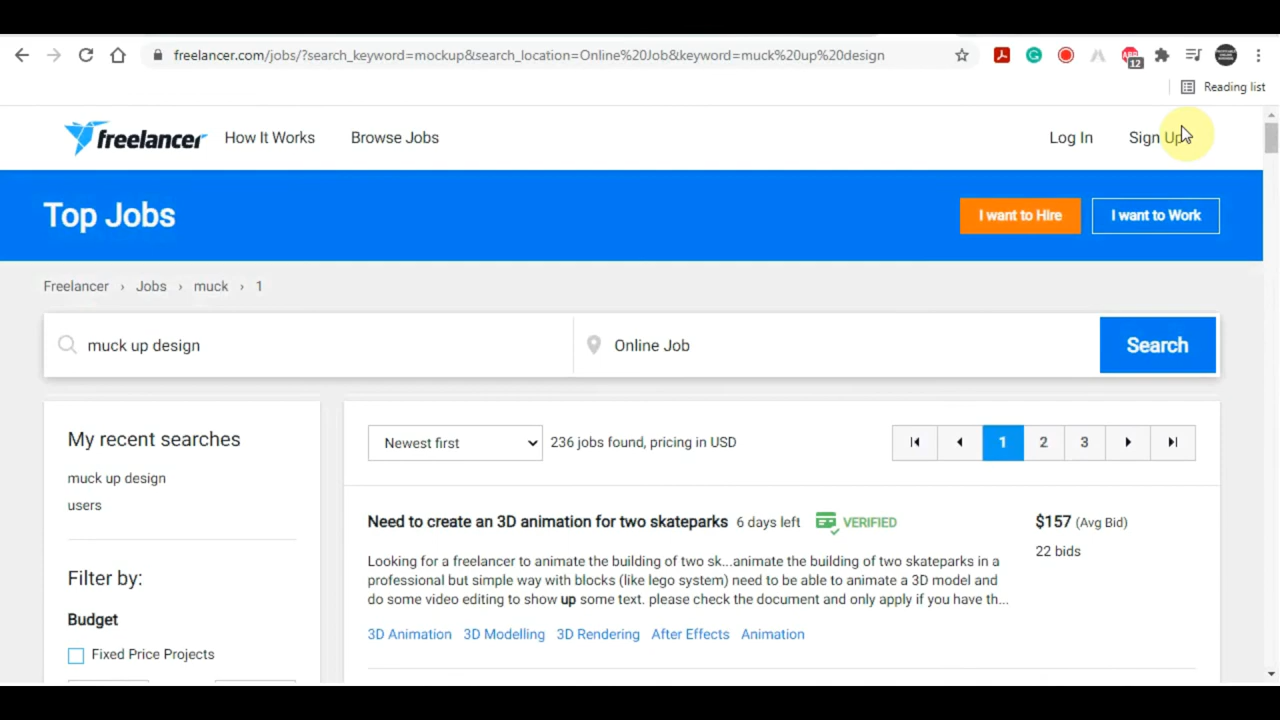 freelancer.com/jobs/?search_keyword=mockup&search_location=Online%20Job&keyword=muck%20up%20design
12
Reading list
freelancer How It Works Browse Jobs Log In Sign Up
Top Jobs I want to Hire I want to Work
Freelancer › Jobs › muck › 1
muck up design Online Job Search
My recent searches
muck up design
users
Filter by:
Budget
Fixed Price Projects
Newest first 236 jobs found, pricing in USD 1 2 3
Need to create an 3D animation for two skateparks 6 days left VERIFIED $157 (Avg Bid)
22 bids
Looking for a freelancer to animate the building of two sk...animate the building of two skateparks in a
professional but simple way with blocks (like lego system) need to be able to animate a 3D model and
do some video editing to show up some text. please check the document and only apply if you have th...
3D Animation 3D Modelling 3D Rendering After Effects Animation